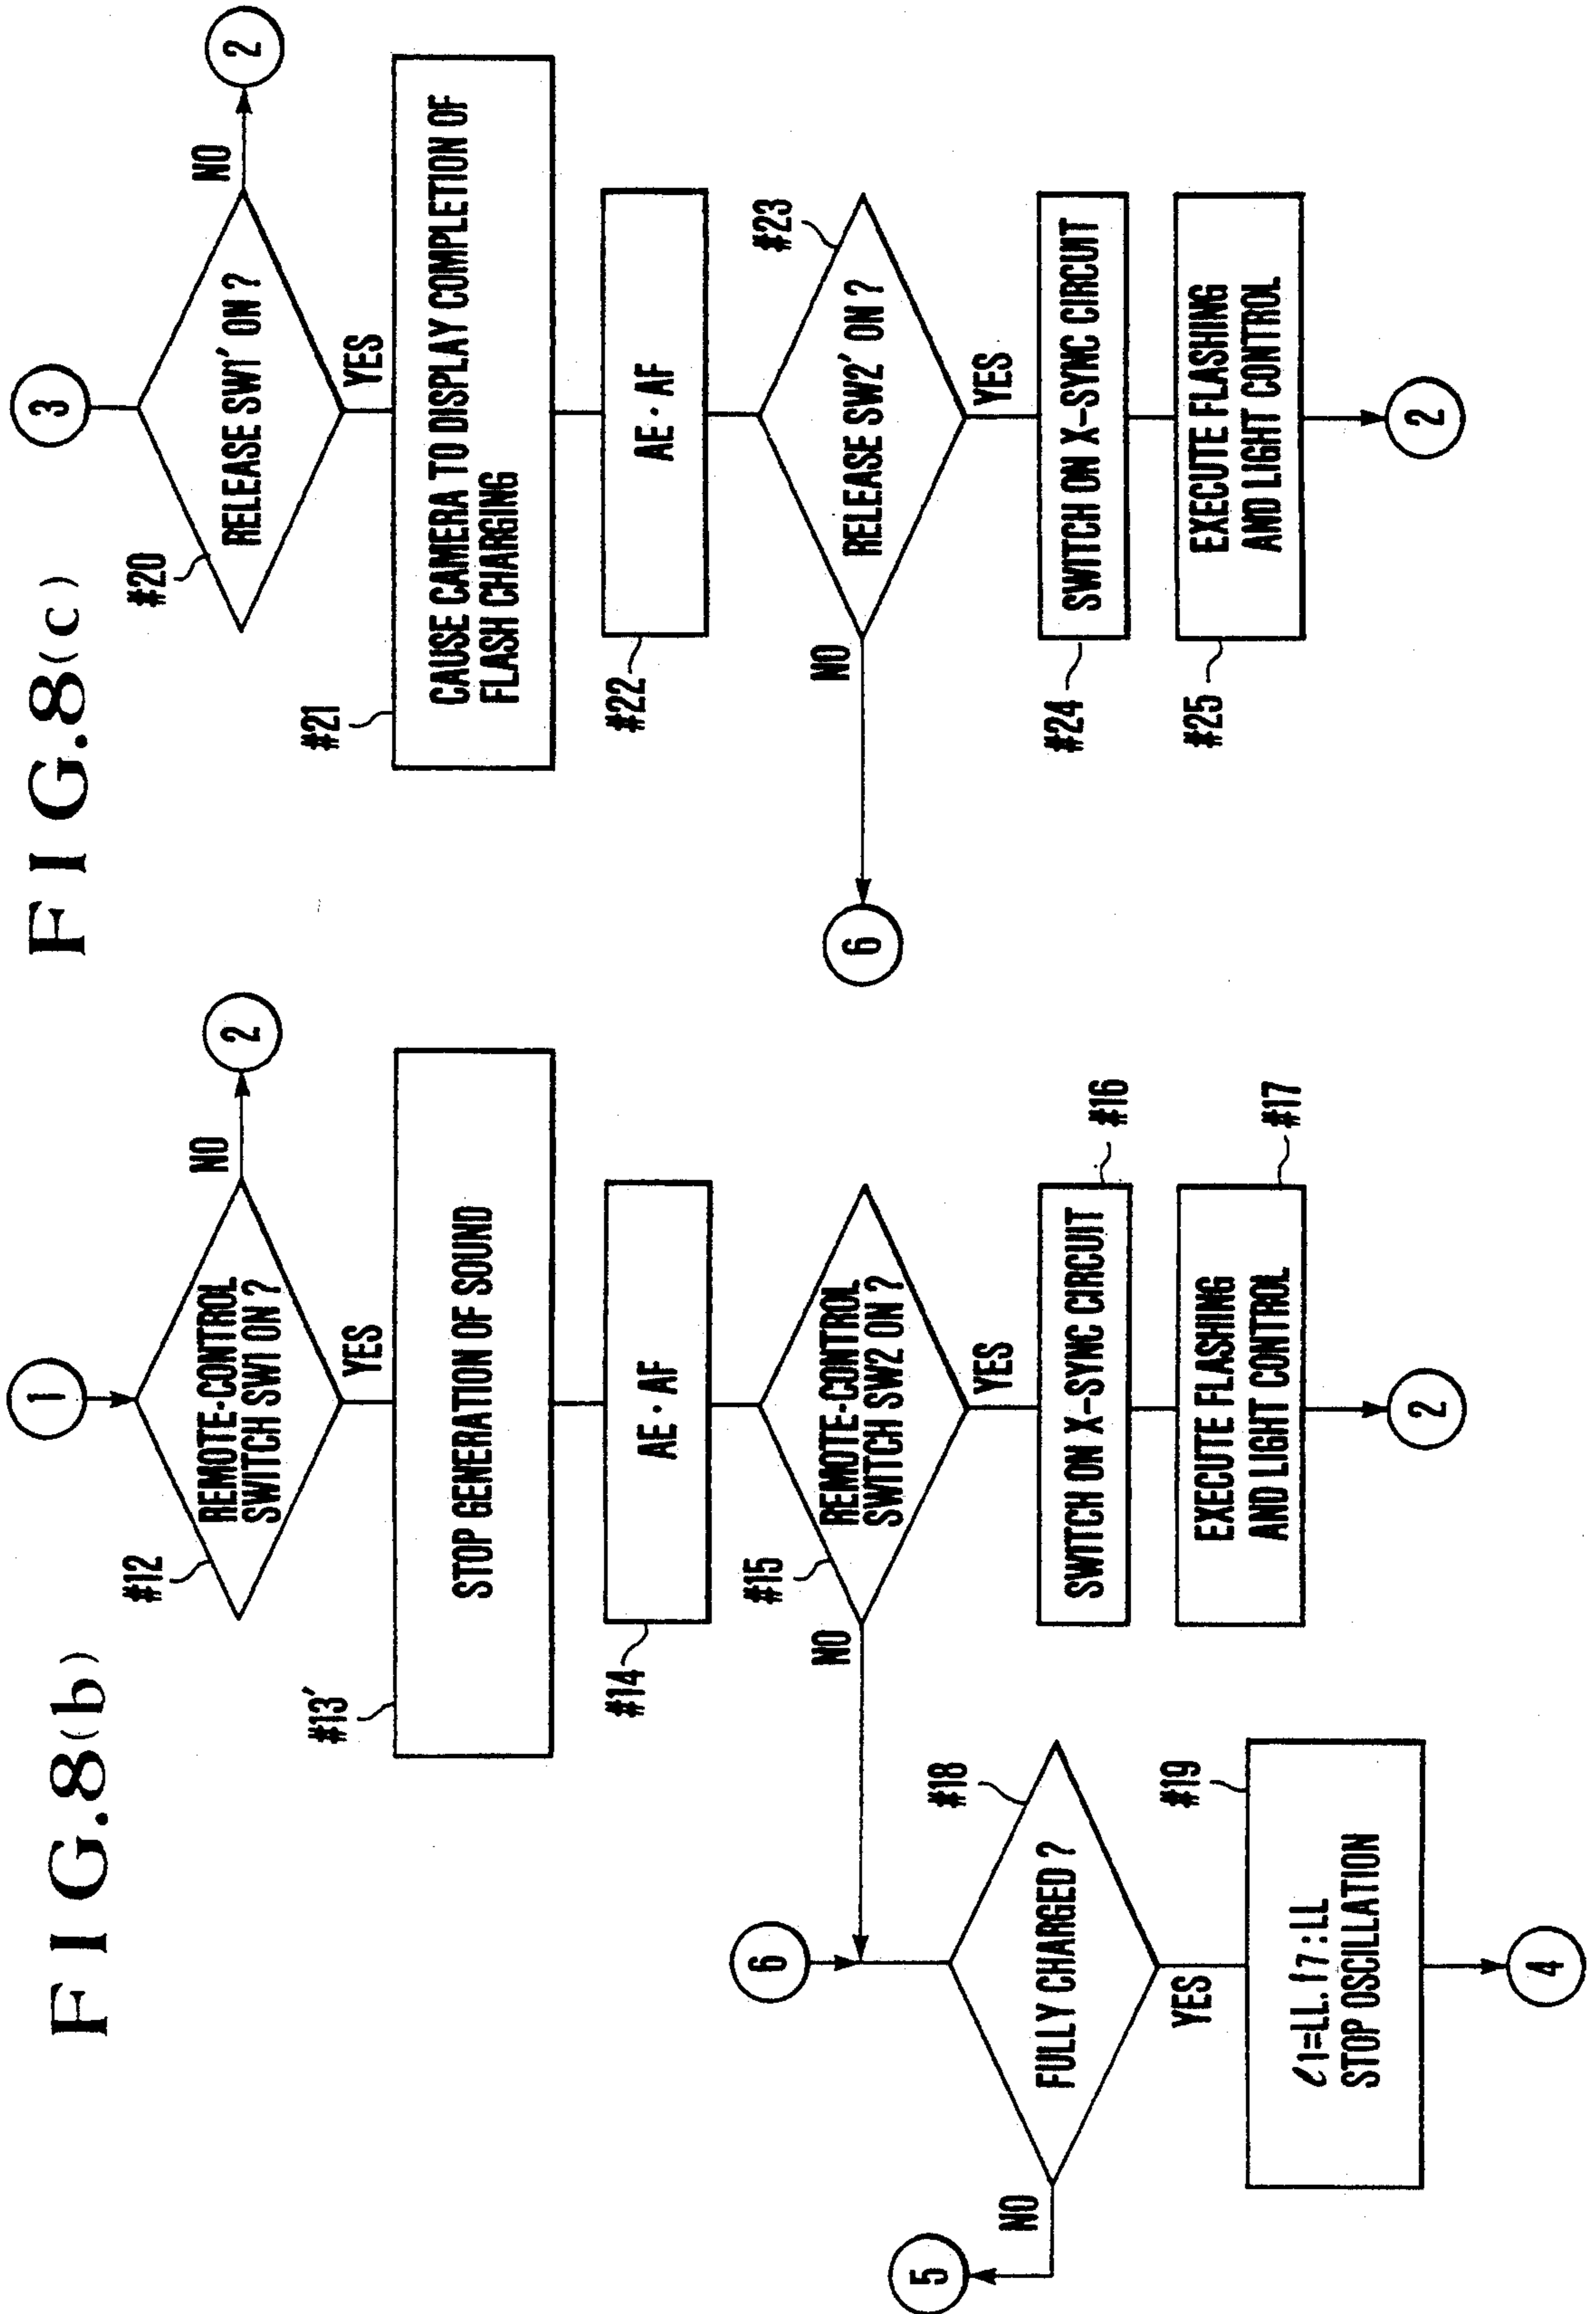 FIG.8(b)
1
#12
REMOTE-CONTROL
SWITCH SW1 ON ?
NO
2
YES
#13'
STOP GENERATION OF SOUND
#14
AE · AF
#15
REMOTE-CONTROL
SWITCH SW2 ON ?
NO
YES
#16
SWITCH ON X-SYNC CIRCUIT
#17
EXECUTE FLASHING
AND LIGHT CONTROL
2
6
#18
FULLY CHARGED ?
NO
5
YES
#19
ℓ1=LL.f7:LL
STOP OSCILLATION
4
FIG.8(c)
3
#20
RELEASE SW1' ON ?
NO
2
YES
#21
CAUSE CAMERA TO DISPLAY COMPLETION OF
FLASH CHARGING
#22
AE · AF
#23
RELEASE SW2' ON ?
NO
6
YES
#24
SWITCH ON X-SYNC CIRCUIT
#25
EXECUTE FLASHING
AND LIGHT CONTROL
2